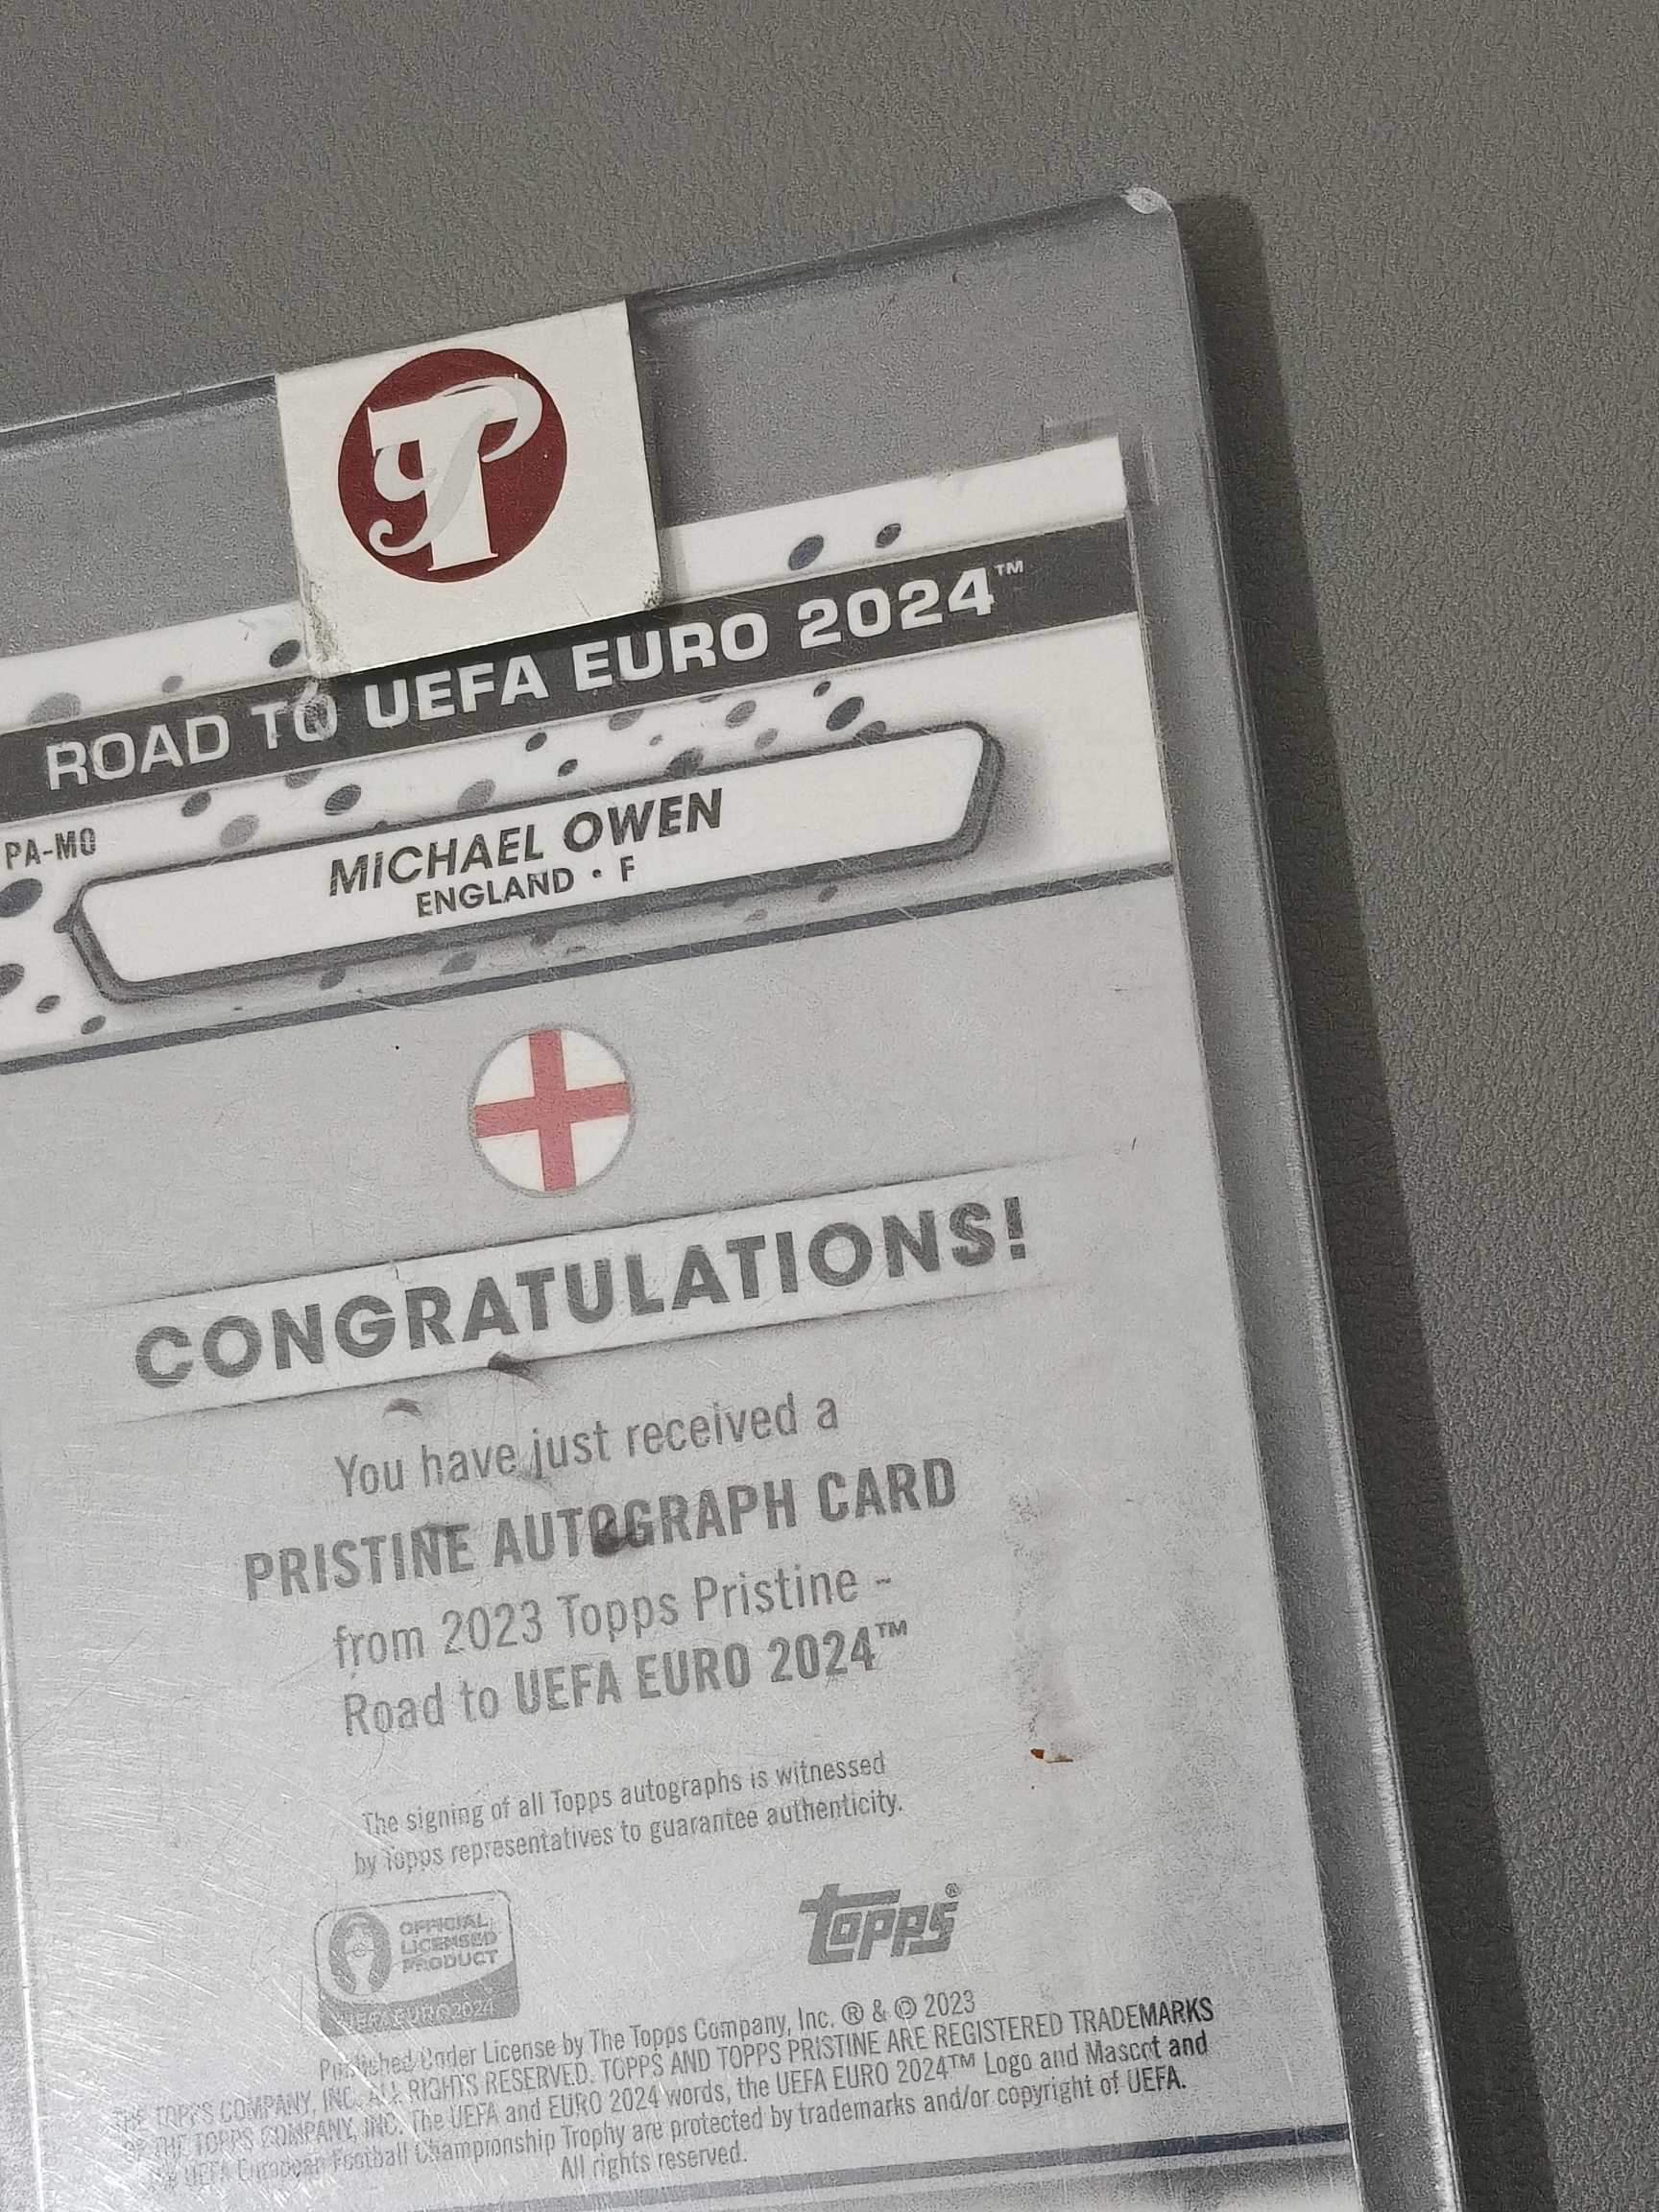 TP
ROAD TO UEFA EURO 2024™
PA-MO
MICHAEL OWEN
ENGLAND • F
CONGRATULATIONS!
You have just received a
PRISTINE AUTOGRAPH CARD
from 2023 Topps Pristine -
Road to UEFA EURO 2024™
The signing of all Topps autographs is witnessed
by Topps representatives to guarantee authenticity.
OFFICIAL
LICENSED
PRODUCT
UEFA EURO2024
Topps®
Published Under License by The Topps Company, Inc. ® & © 2023
THE TOPPS COMPANY, INC. ALL RIGHTS RESERVED. TOPPS AND TOPPS PRISTINE ARE REGISTERED TRADEMARKS
OF THE TOPPS COMPANY, INC. The UEFA and EURO 2024 words, the UEFA EURO 2024™ Logo and Mascot and
the UEFA European Football Championship Trophy are protected by trademarks and/or copyright of UEFA.
All rights reserved.